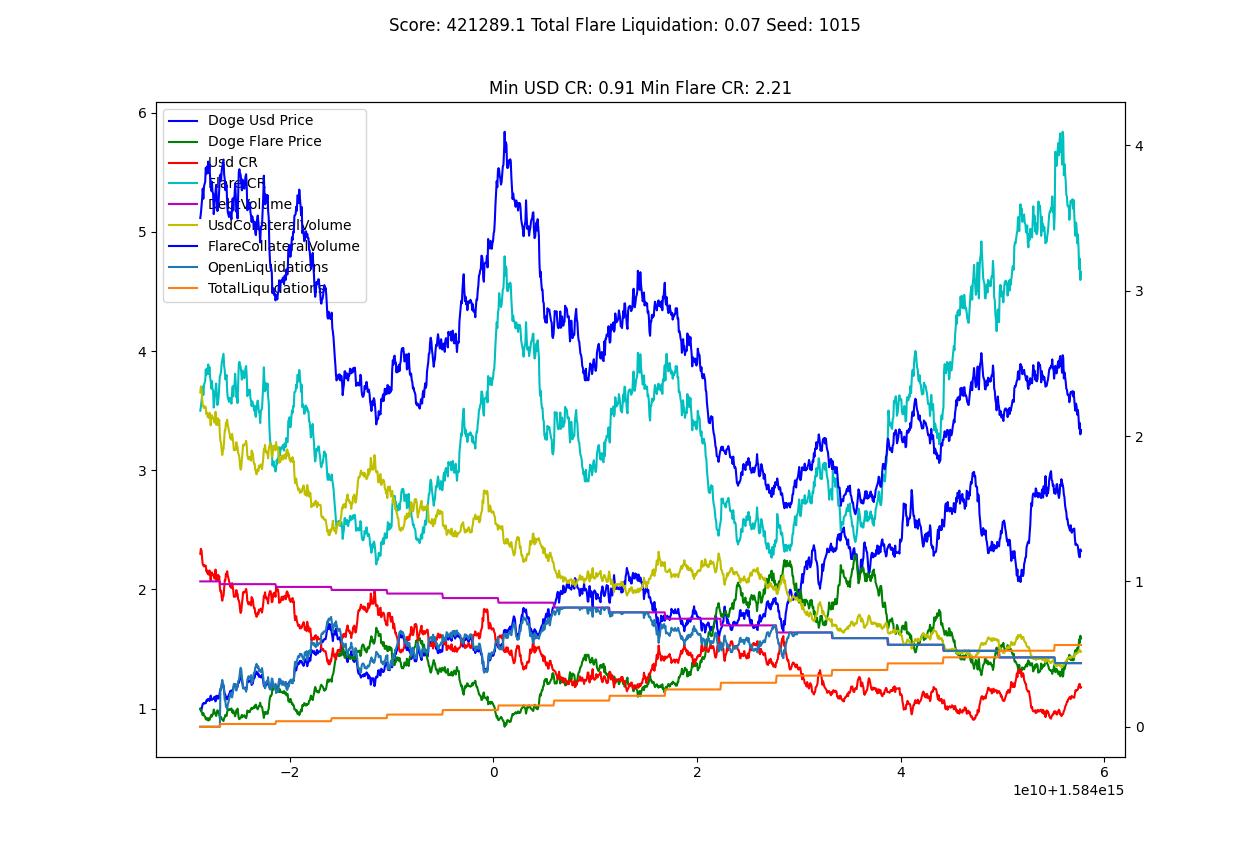 Score: 421289.1 Total Flare Liquidation: 0.07 Seed: 1015
Min USD CR: 0.91 Min Flare CR: 2.21
Doge Usd Price
Doge Flare Price
Usd CR
Flare CR
DebtVolume
UsdCollateralVolume
FlareCollateralVolume
OpenLiquidations
TotalLiquidations
6
5
4
3
2
1
4
3
2
1
0
−2
0
2
4
6
1e10+1.584e15